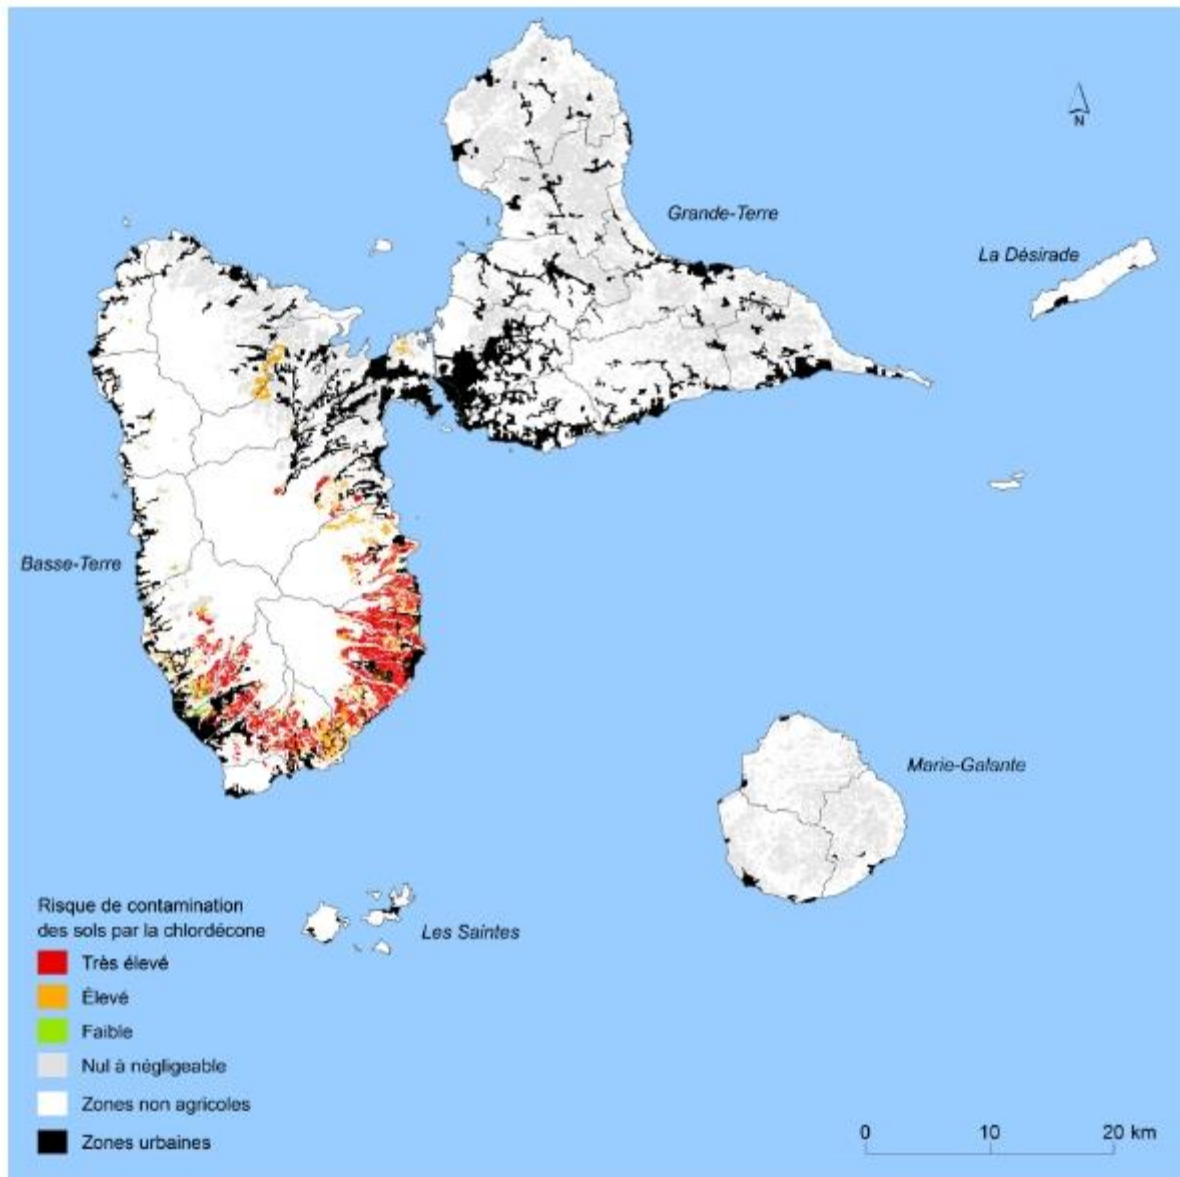 N
Grande-Terre
La Désirade
Basse-Terre
Marie-Galante
Les Saintes
Risque de contamination
des sols par la chlordécone
Très élevé
Élevé
Faible
Nul à négligeable
Zones non agricoles
Zones urbaines
0 10 20 km